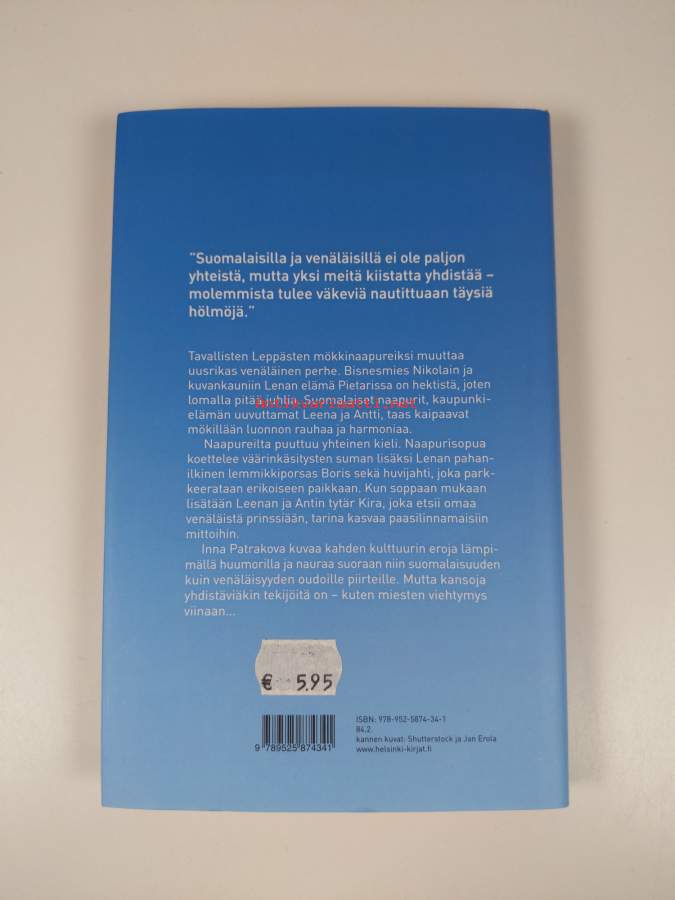 ”Suomalaisilla ja venäläisillä ei ole paljon
yhteistä, mutta yksi meitä kiistatta yhdistää –
molemmista tulee väkeviä nautittuaan täysiä
hölmöjä.”
Tavallisten Leppästen mökkinaapureiksi muuttaa
uusrikas venäläinen perhe. Bisnesmies Nikolain ja
kuvankauniin Lenan elämä Pietarissa on hektistä, joten
lomalla pitää juhlia. Suomalaiset naapurit, kaupunki-
Antikvariaatti.net
elämän uuvuttamat Leena ja Antti, taas kaipaavat
mökillään luonnon rauhaa ja harmoniaa.
Naapureilta puuttuu yhteinen kieli. Naapurisopua
koettelee väärinkäsitysten suman lisäksi Lenan pahan-
ilkinen lemmikkiporsas Boris sekä huvijahti, joka park-
keerataan erikoiseen paikkaan. Kun soppaan mukaan
lisätään Leenan ja Antin tytär Kira, joka etsii omaa
venäläistä prinssiään, tarina kasvaa paasilinnamaisiin
mittoihin.
Inna Patrakova kuvaa kahden kulttuurin eroja lämpi-
mällä huumorilla ja nauraa suoraan niin suomalaisuuden
kuin venäläisyyden oudoille piirteille. Mutta kansoja
yhdistäviäkin tekijöitä on – kuten miesten viehtymys
viinaan...
€ 5.95
ISBN: 978-952-5874-34-1
84.2
kannen kuvat: Shutterstock ja Jan Erola
www.helsinki-kirjat.fi
9 789525 874341